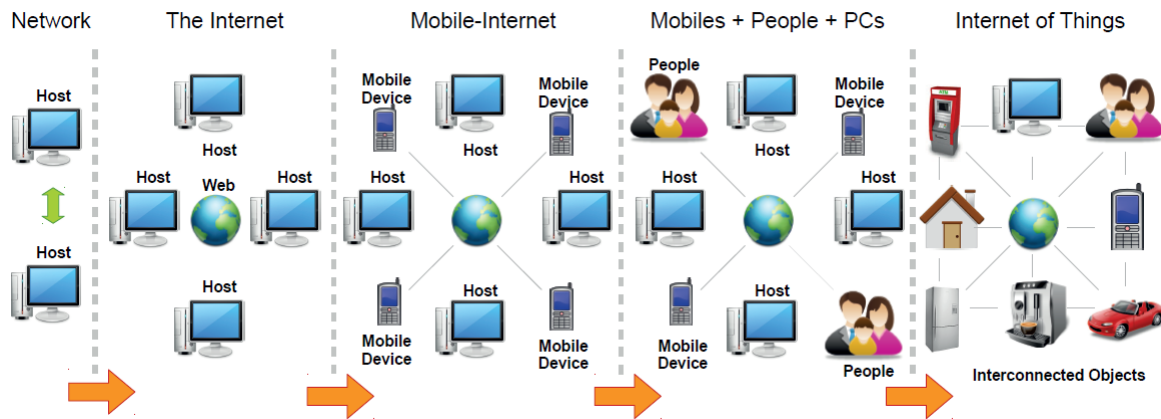 Network
The Internet
Mobile-Internet
Mobiles + People + PCs
Internet of Things
Host
Host
Host
Host
Web
Host
Host
Mobile
Device
Mobile
Device
Host
Host
Host
Mobile
Device
Host
Mobile
Device
People
Mobile
Device
Host
Host
Host
Mobile
Device
Host
People
Interconnected Objects